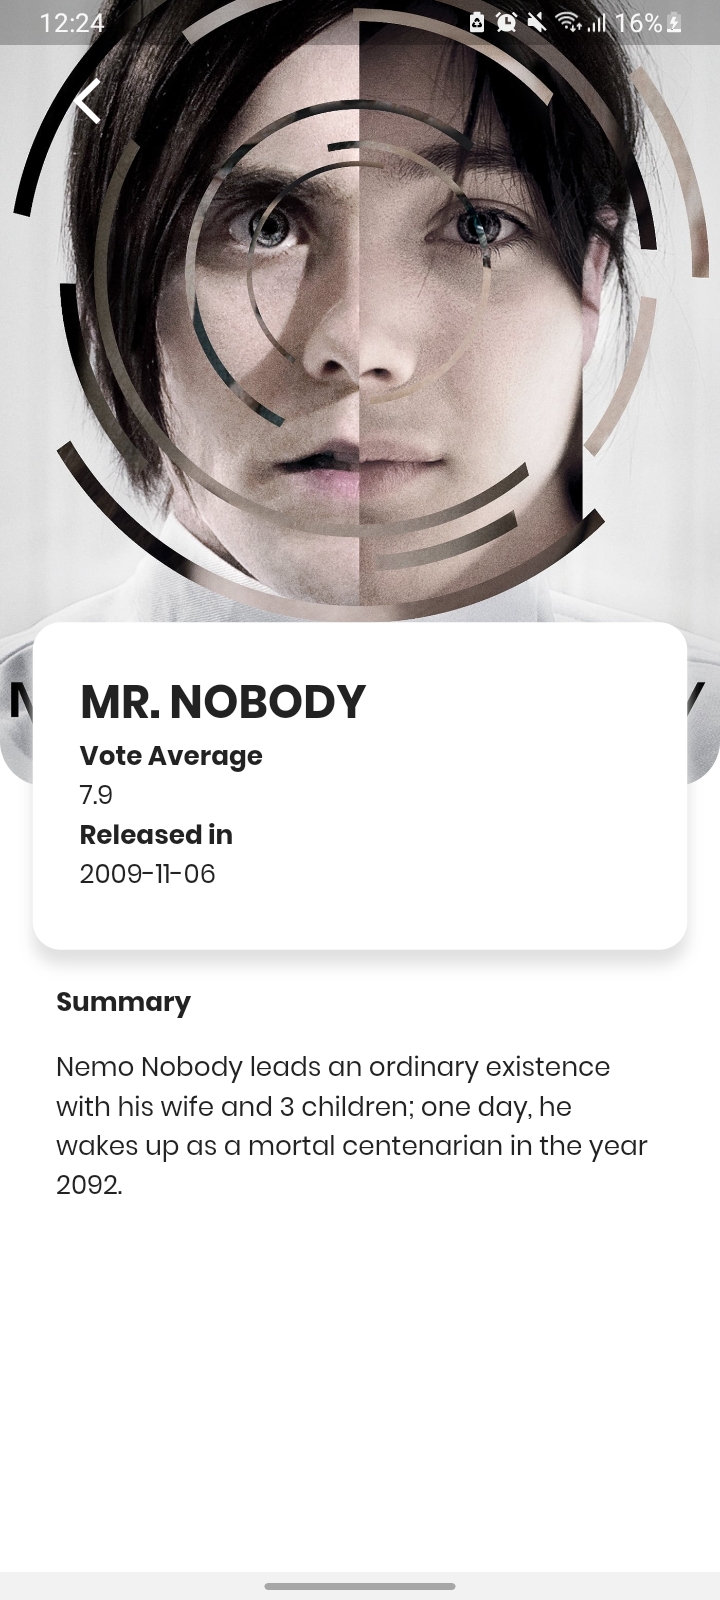 12:24
16%
N
Y
MR. NOBODY
Vote Average
7.9
Released in
2009-11-06
Summary
Nemo Nobody leads an ordinary existence
with his wife and 3 children; one day, he
wakes up as a mortal centenarian in the year
2092.